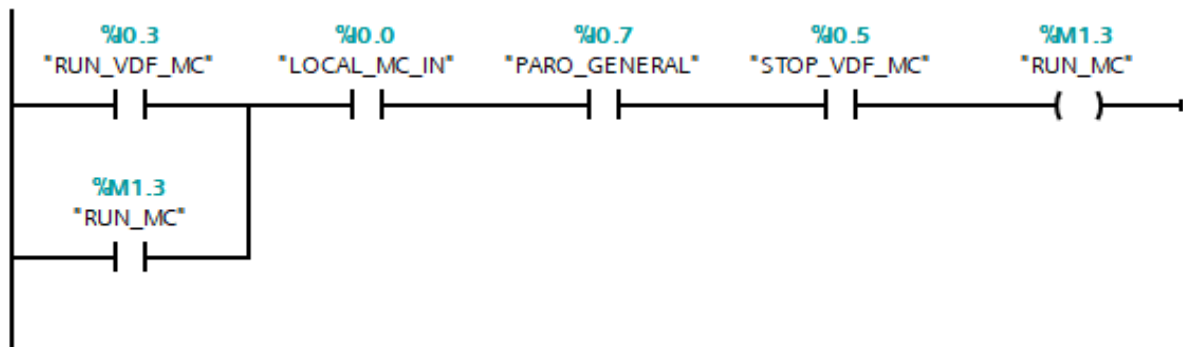 %I0.3 %I0.0 %I0.7 %I0.5 %M1.3
"RUN_VDF_MC" "LOCAL_MC_IN" "PARO_GENERAL" "STOP_VDF_MC" "RUN_MC"
%M1.3
"RUN_MC"